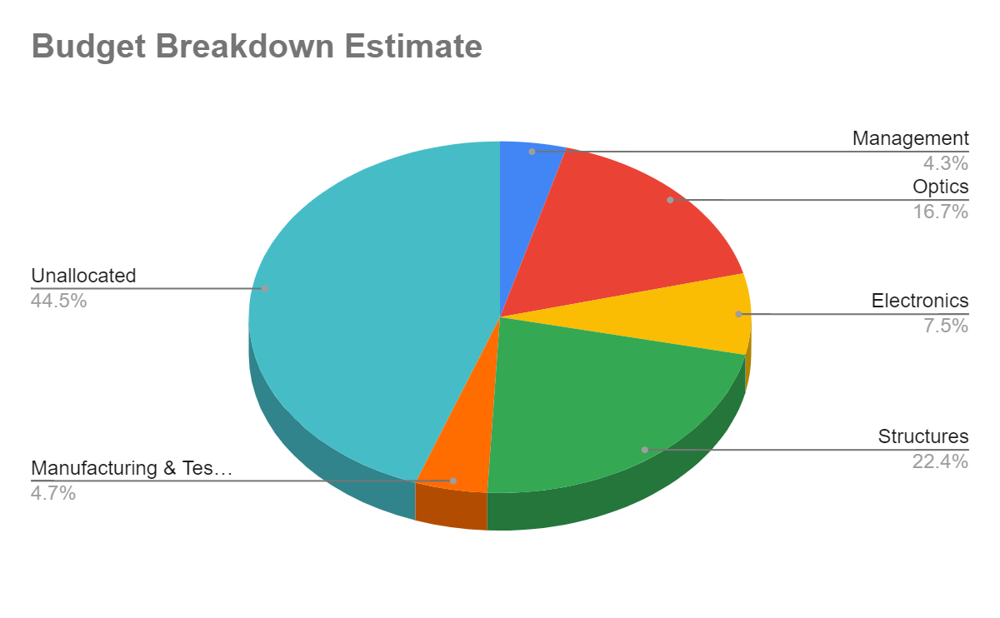 Budget Breakdown Estimate
Management
4.3%
Optics
16.7%
Unallocated
44.5%
Electronics
7.5%
Structures
22.4%
Manufacturing & Tes…
4.7%